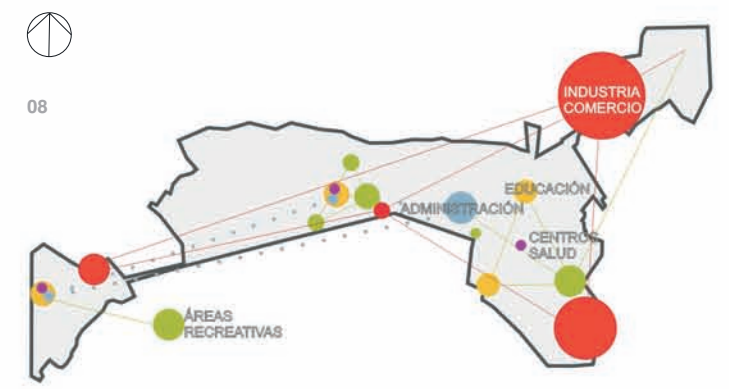 08
INDUSTRIA
COMERCIO
EDUCACIÓN
ADMINISTRACIÓN
CENTROS
SALUD
ÁREAS
RECREATIVAS